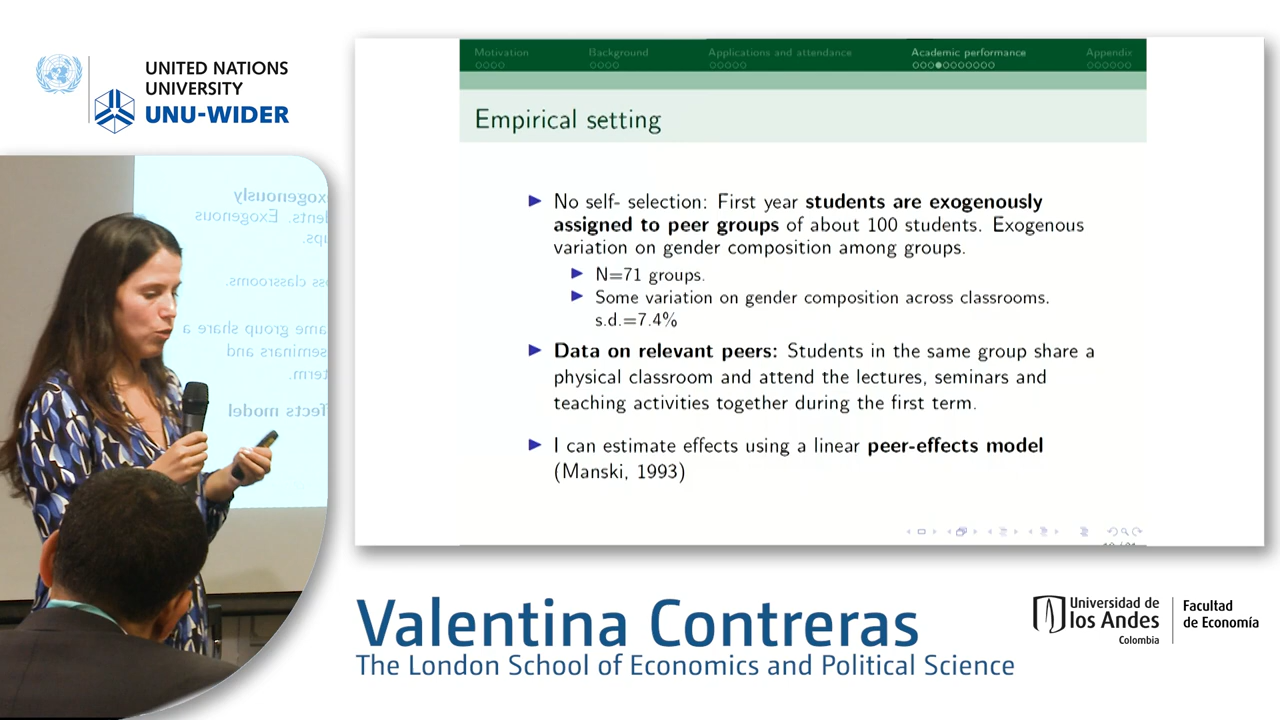 UNITED NATIONS
UNIVERSITY
UNU-WIDER
Motivation
Background
Applications and attendance
Academic performance
Appendix
Empirical setting
No self- selection: First year students are exogenously
assigned to peer groups of about 100 students. Exogenous
variation on gender composition among groups.
N=71 groups.
Some variation on gender composition across classrooms.
s.d.=7.4%
Data on relevant peers: Students in the same group share a
physical classroom and attend the lectures, seminars and
teaching activities together during the first term.
I can estimate effects using a linear peer-effects model
(Manski, 1993)
Valentina Contreras
The London School of Economics and Political Science
Universidad de
los Andes
Colombia
Facultad
de Economía